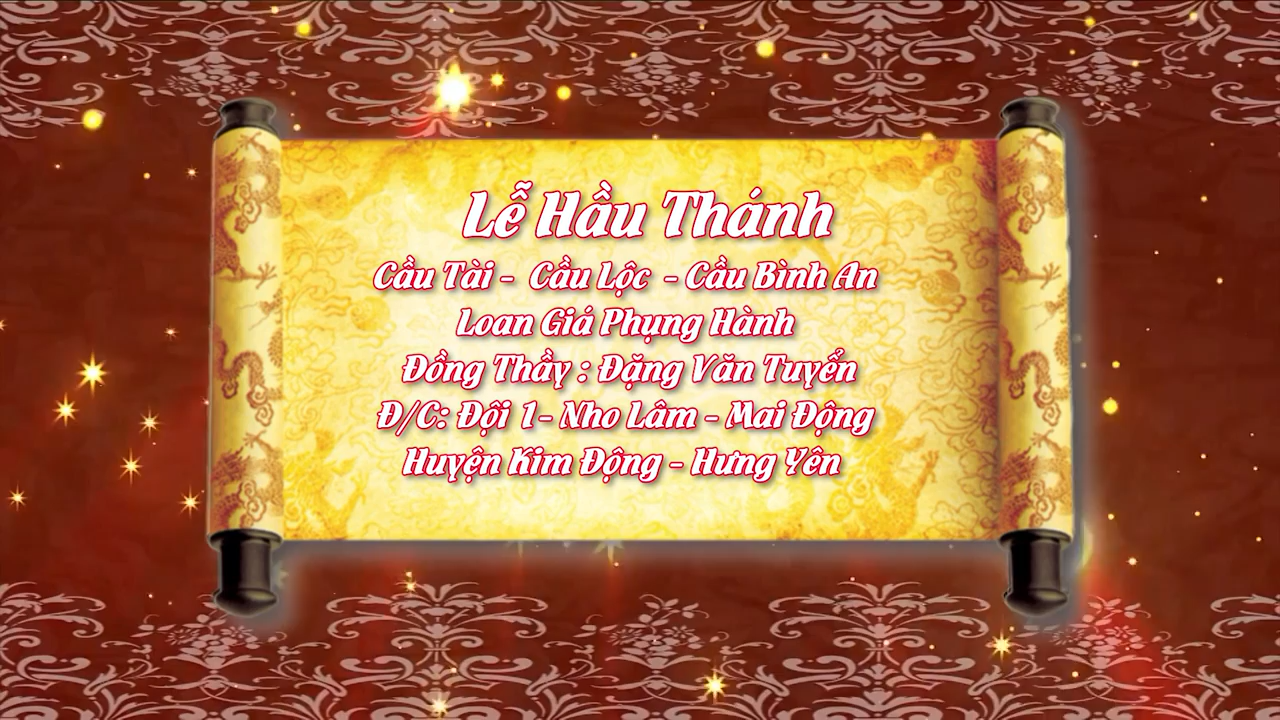 Lễ Hầu Thánh
Cầu Tài - Cầu Lộc - Cầu Bình An
Loan Giá Phụng Hành
Đồng Thầy : Đặng Văn Tuyển
Đ/C: Đội 1 - Nho Lâm - Mai Động
Huyện Kim Động - Hưng Yên